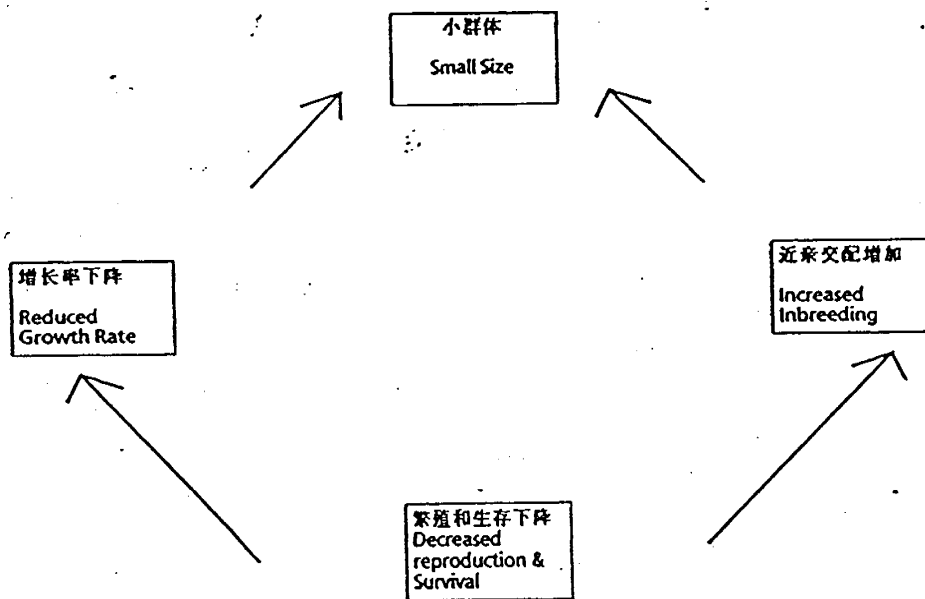 小群体
Small Size
增长率下降
Reduced
Growth Rate
近亲交配增加
Increased
Inbreeding
繁殖和生存下降
Decreased
reproduction &
Survival